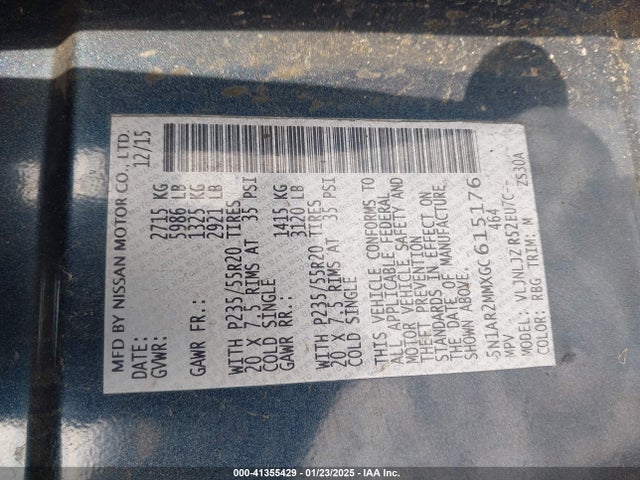 MFD BY NISSAN MOTOR CO., LTD.
DATE: 12/15
GVWR: 2715 KG
5986 LB
GAWR FR.: 1325 KG
2921 LB
WITH P235/55R20 TIRES
20 X 7.5 RIMS AT 35 PSI
COLD SINGLE
GAWR RR.: 1415 KG
3120 LB
WITH P235/55R20 TIRES
20 X 7.5 RIMS AT 35 PSI
COLD SINGLE
THIS VEHICLE CONFORMS TO
ALL APPLICABLE FEDERAL
MOTOR VEHICLE SAFETY AND
THEFT PREVENTION
STANDARDS IN EFFECT ON
THE DATE OF MANUFACTURE
SHOWN ABOVE.
5N1AR2MMXGC615176
MPV 464
MODEL: VLJNLJZ RS2EU7C--
COLOR: RBG TRIM: M ZS30A
000-41355429 - 01/23/2025 - IAA Inc.